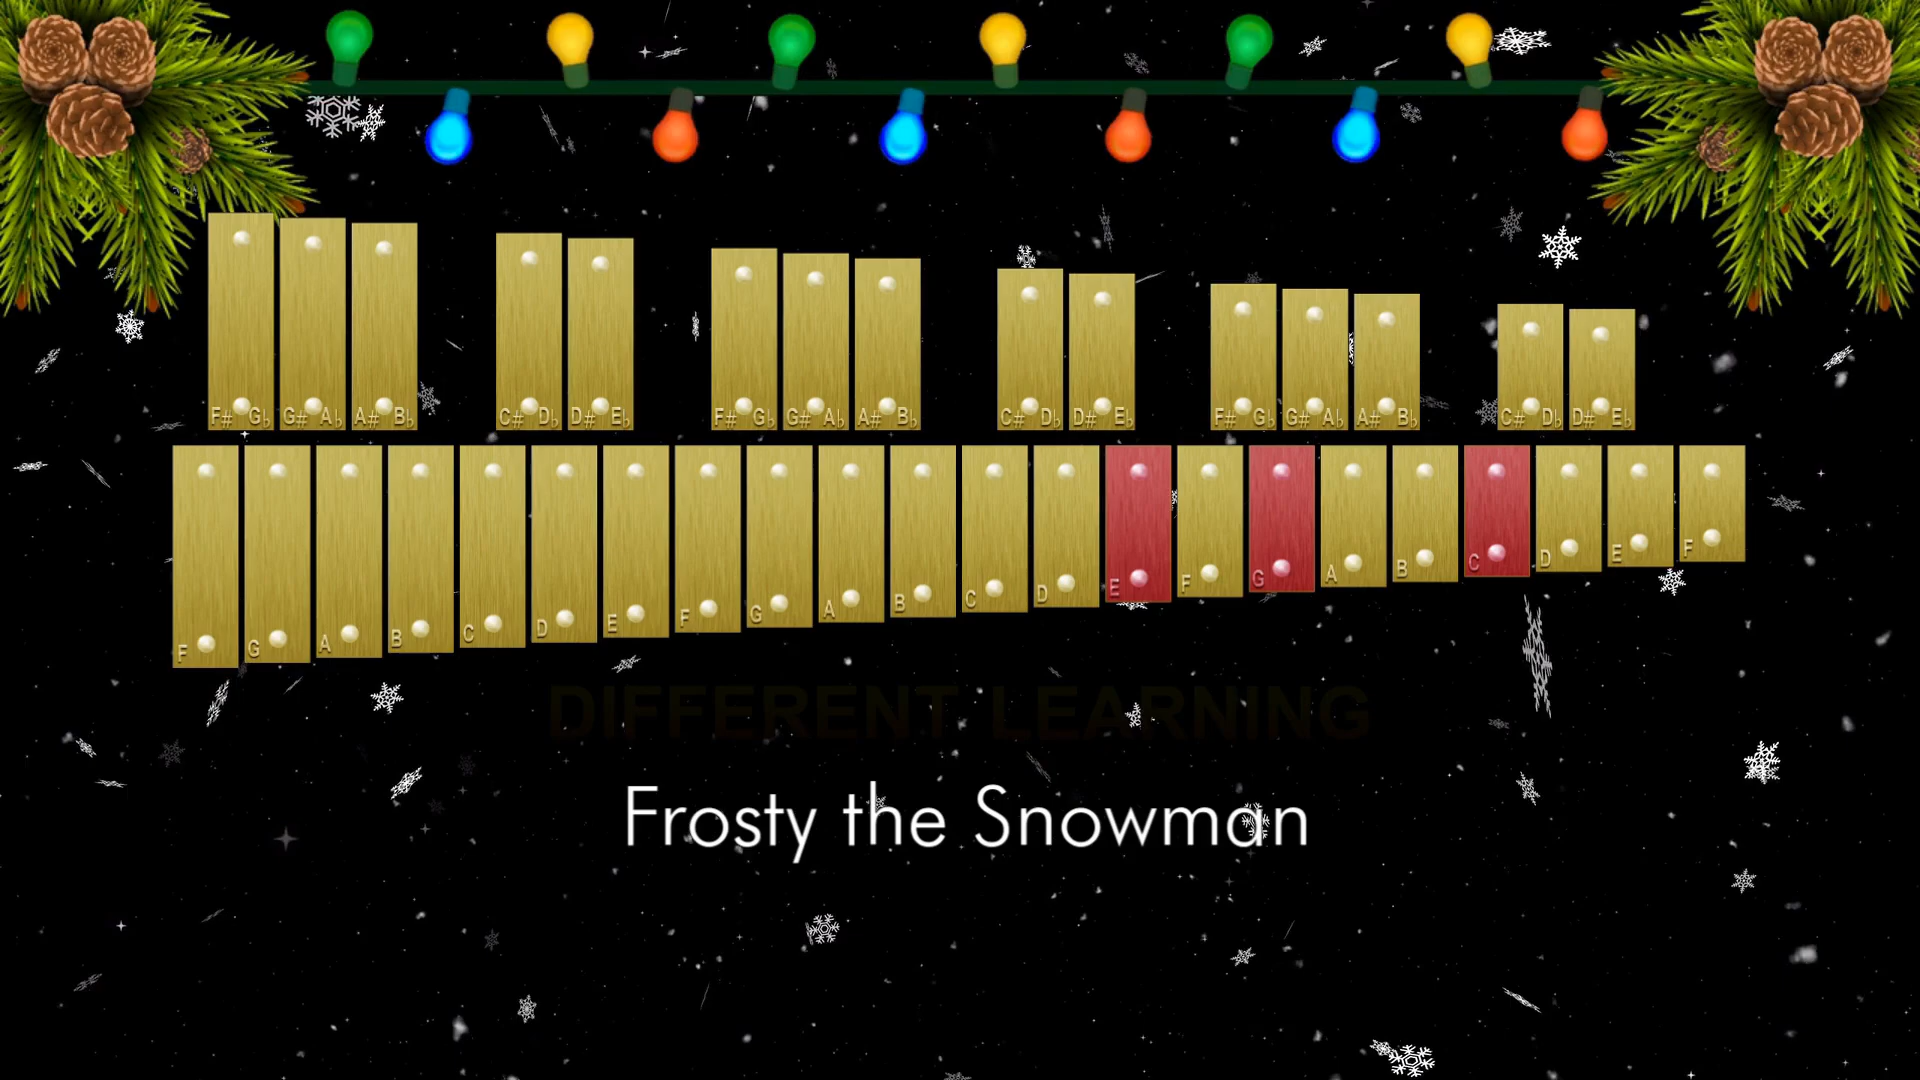 F# G♭ G# A♭ A# B♭ C# D♭ D# E♭ F# G♭ G# A♭ A# B♭ C# D♭ D# E♭ F# G♭ G# A♭ A# B♭ C# D♭ D# E♭
F G A B C D E F G A B C D E F G A B C D E F
DIFFERENT LEARNING
Frosty the Snowman